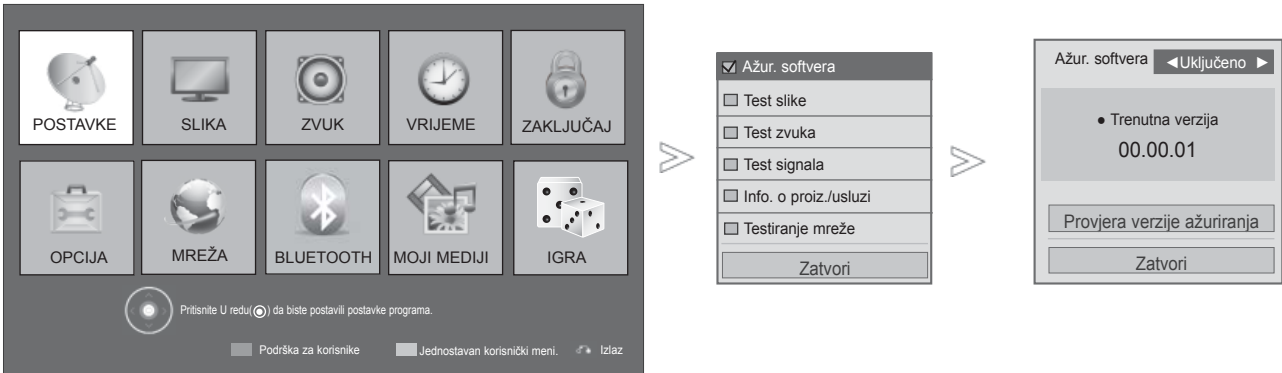 POSTAVKE
SLIKA
ZVUK
VRIJEME
ZAKLJUČAJ
OPCIJA
MREŽA
BLUETOOTH
MOJI MEDIJI
IGRA
Pritisnite U redu(◉) da biste postavili postavke programa.
Podrška za korisnike
Jednostavan korisnički meni.
Izlaz
Ažur. softvera
Test slike
Test zvuka
Test signala
Info. o proiz./usluzi
Testiranje mreže
Zatvori
Ažur. softvera ◄Uključeno ►
● Trenutna verzija
00.00.01
Provjera verzije ažuriranja
Zatvori